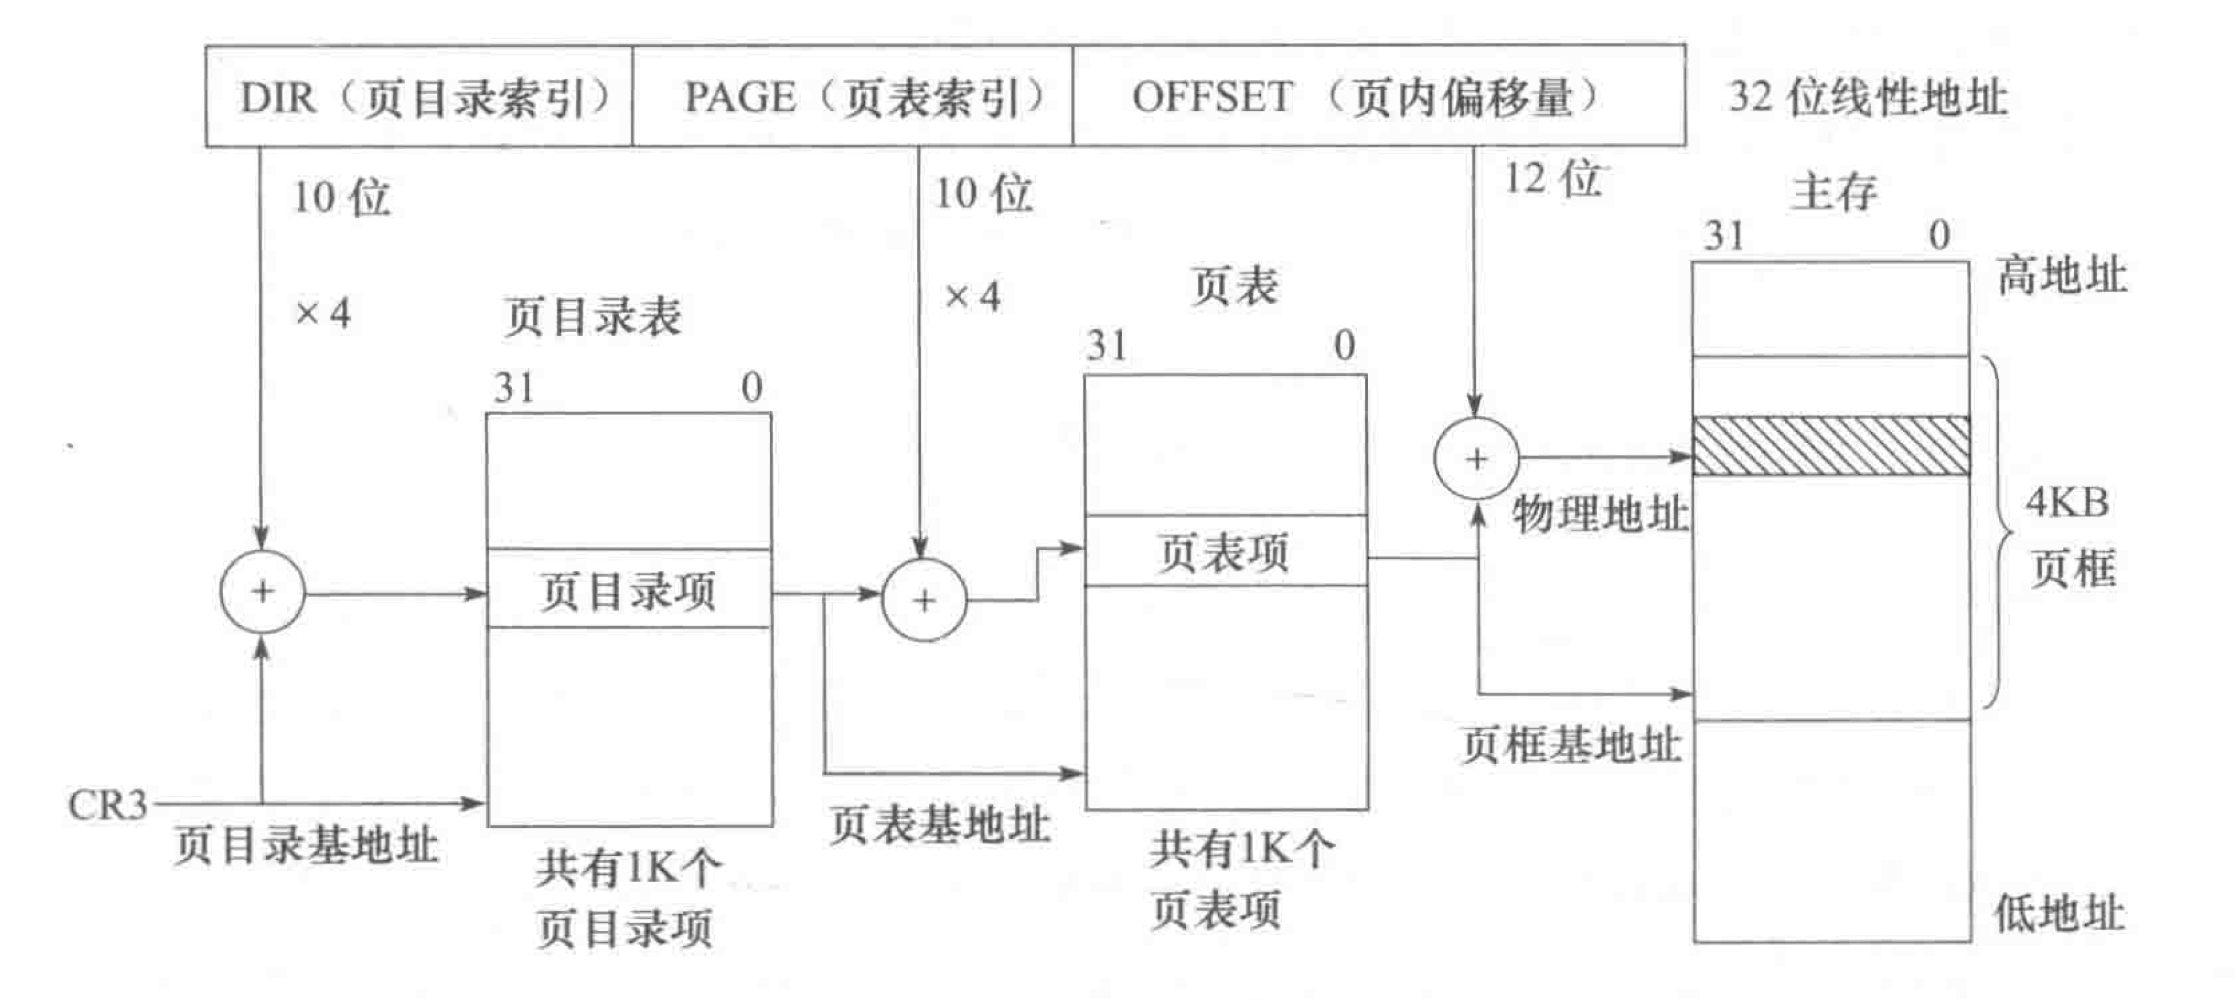 DIR（页目录索引） PAGE（页表索引） OFFSET （页内偏移量） 32 位线性地址
10 位 10 位 12 位
主存
31 0
高地址
× 4 页目录表 × 4 页表
31 0
31 0
+
物理地址
4KB
页框
页表项
+
页目录项
+
页框基地址
CR3
页目录基地址
页表基地址
共有1K个
页目录项
共有1K个
页表项
低地址